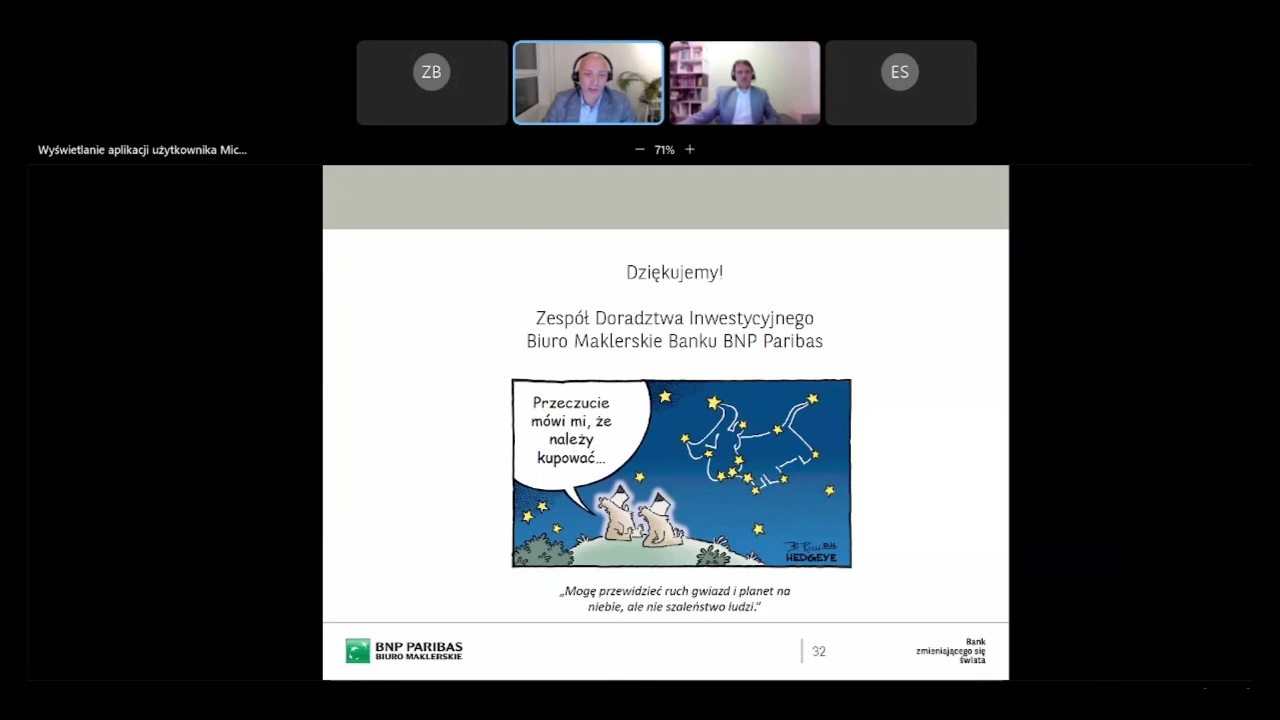 ZB
ES
Wyświetlanie aplikacji użytkownika Mic...
71%
Dziękujemy!
Zespół Doradztwa Inwestycyjnego
Biuro Maklerskie Banku BNP Paribas
Przeczucie
mówi mi, że
należy
kupować...
HEDGEYE
„Mogę przewidzieć ruch gwiazd i planet na
niebie, ale nie szaleństwo ludzi.”
BNP PARIBAS
BIURO MAKLERSKIE
32
Bank
zmieniającego się
świata